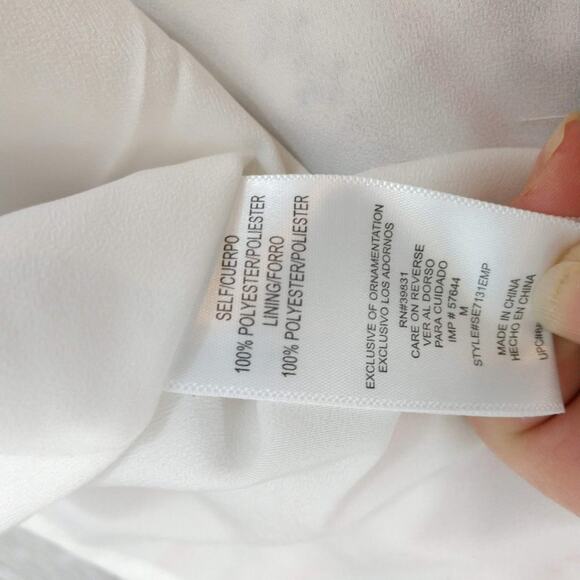 SELF/CUERPO
100% POLYESTER/POLIESTER
LINING/FORRO
100% POLYESTER/POLIESTER
EXCLUSIVE OF ORNAMENTATION
EXCLUSIVO LOS ADORNOS
RN#39831
CARE ON REVERSE
VER AL DORSO
PARA CUIDADO
IMP # 57644
M
STYLE#SE7131EMP
MADE IN CHINA
HECHO EN CHINA